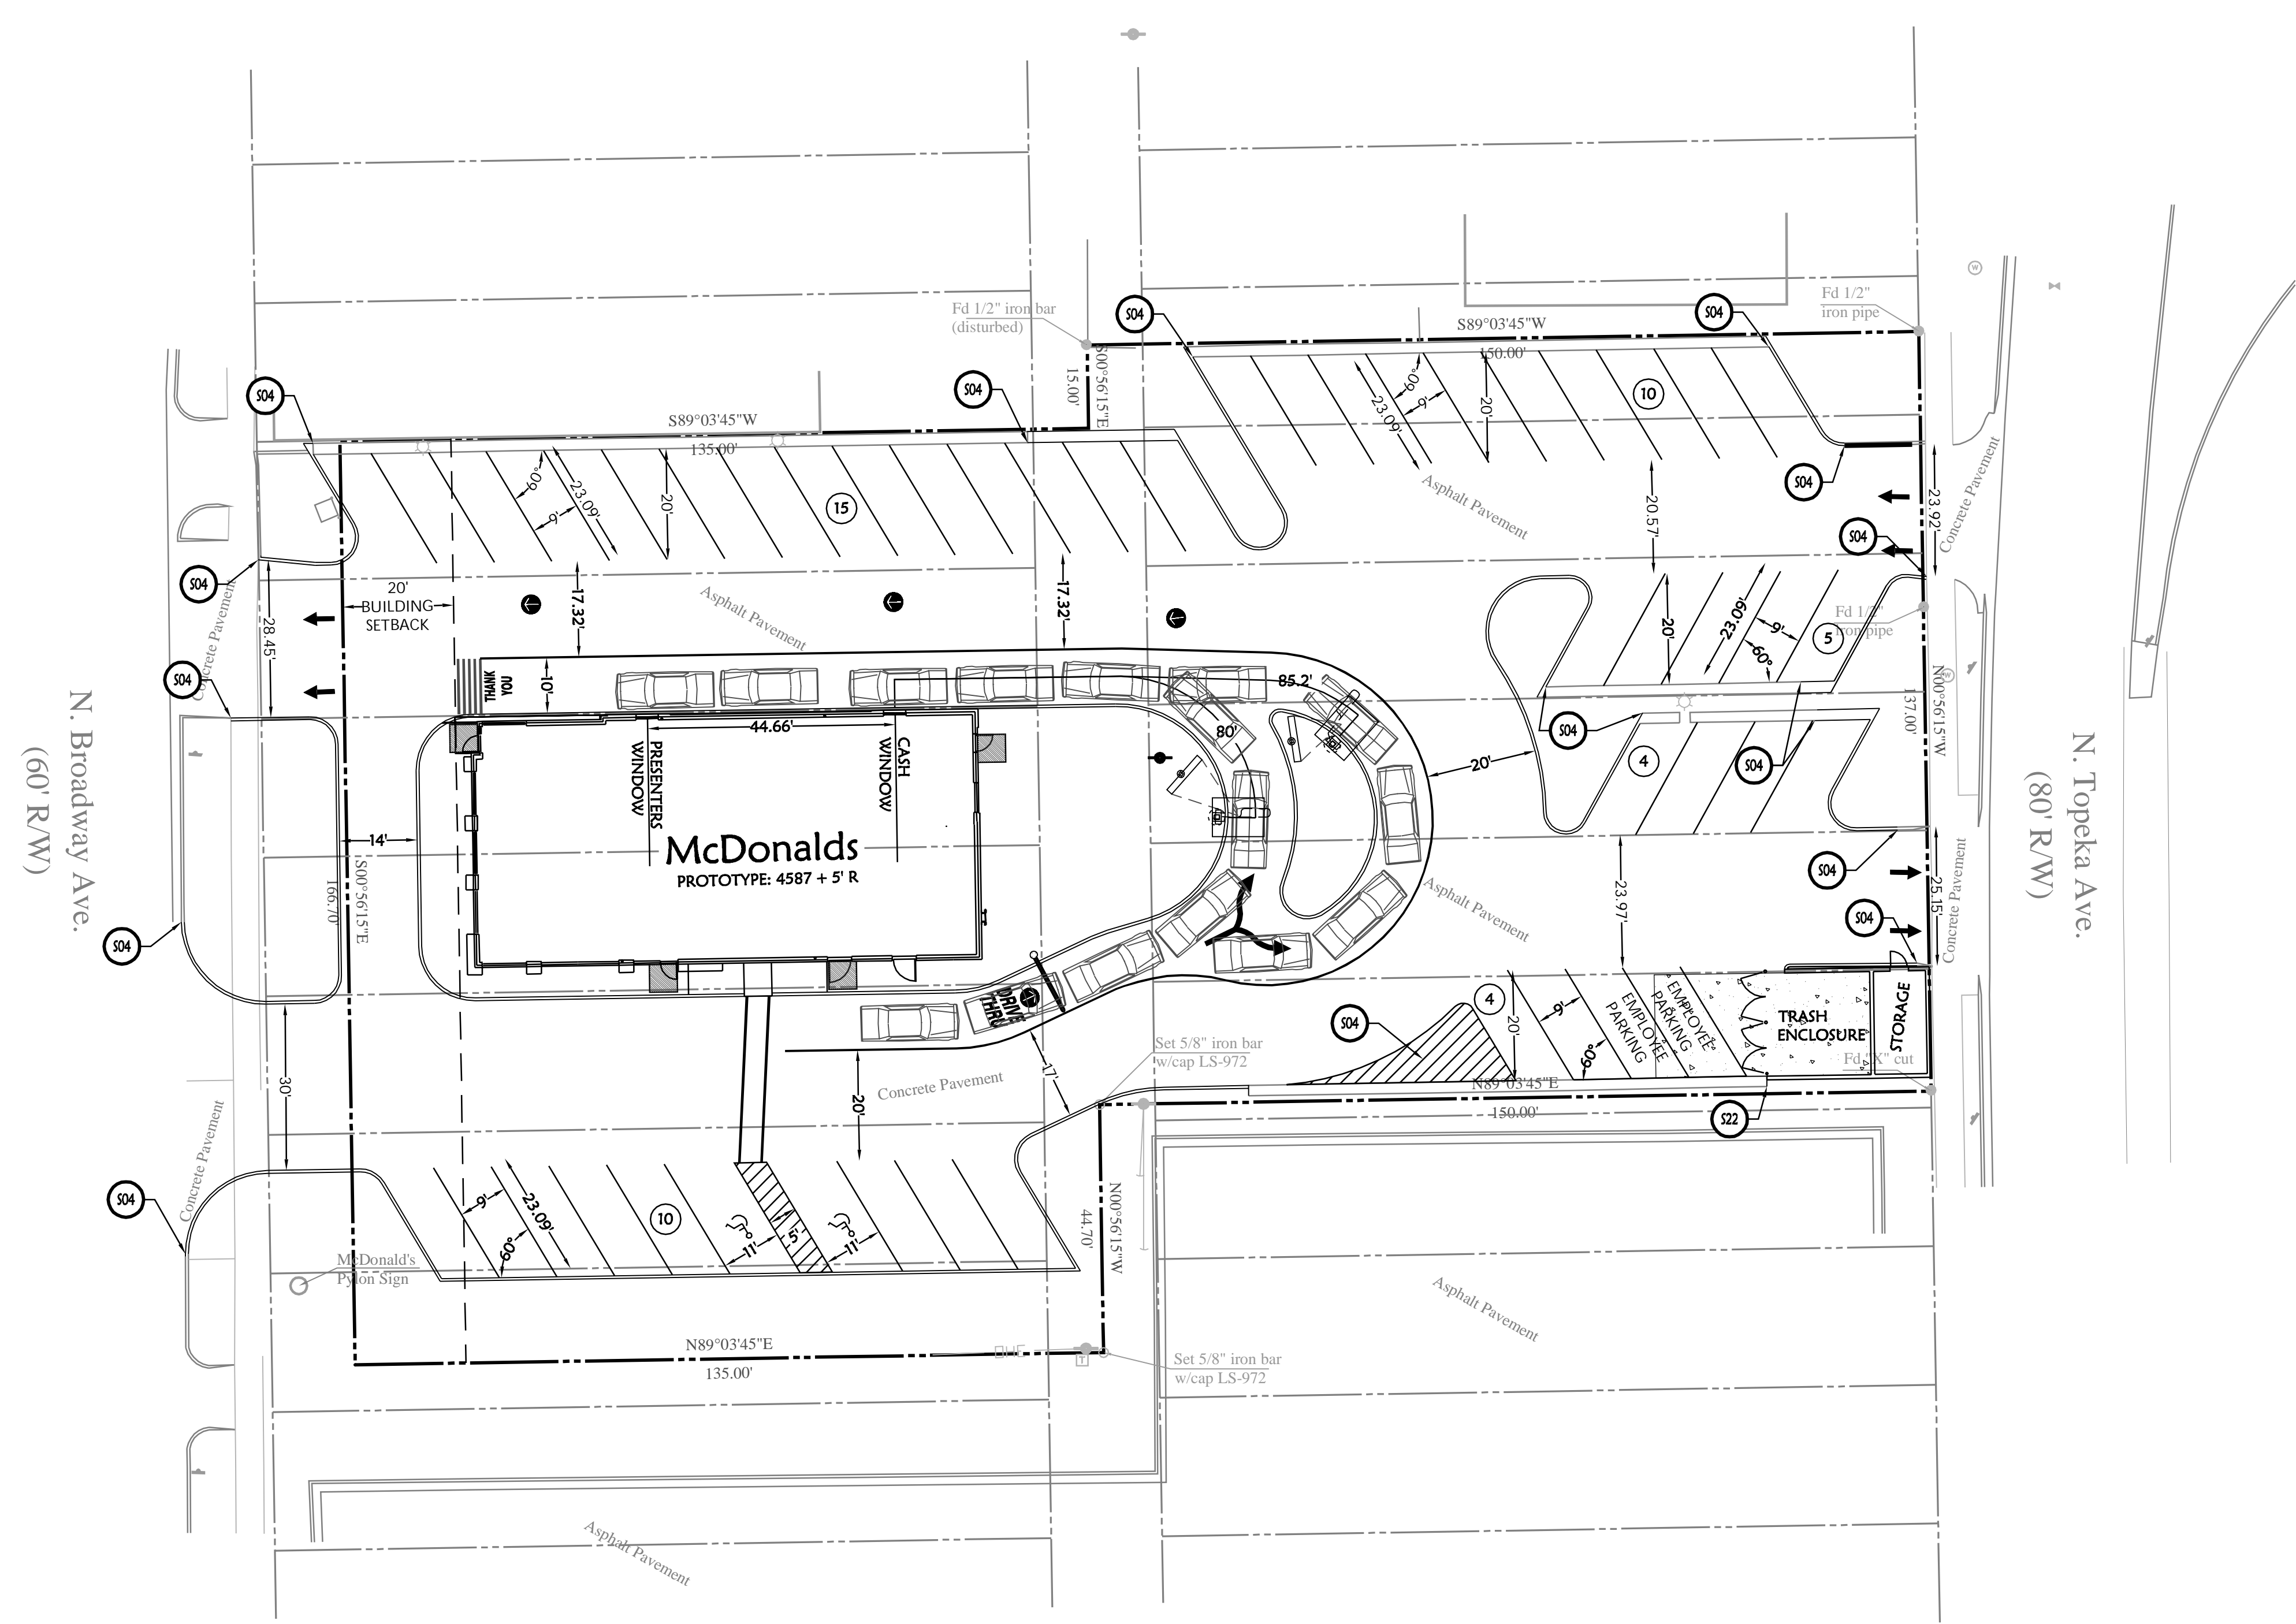 Fd 1/2" iron bar
(disturbed)
S04
S04
Fd 1/2"
iron pipe
S89°03'45"W
150.00'
S00°56'15"E
15.00'
S04
S04
S89°03'45"W
135.00'
60°
23.09'
9'
20'
10
S04
60°
23.09'
9'
20'
15
Asphalt Pavement
20.57'
23.92'
Concrete Pavement
S04
S04
Concrete Pavement
28.45'
20'
BUILDING
SETBACK
17.32'
17.32'
Asphalt Pavement
20'
23.09'
9'
60°
5
Fd 1/2"
iron pipe
S04
THANK
YOU
10'
85.2'
N00°56'15"W
137.00'
44.66'
80'
S04
4
S04
PRESENTERS
WINDOW
CASH
WINDOW
20'
N. Broadway Ave.
(60' R/W)
N. Topeka Ave.
(80' R/W)
14'
McDonalds
PROTOTYPE: 4587 + 5' R
S00°56'15"E
166.70'
S04
Asphalt Pavement
23.97'
25.15'
Concrete Pavement
S04
S04
DRIVE
THRU
4
S04
20'
9'
60°
EMPLOYEE
PARKING
EMPLOYEE
PARKING
TRASH
ENCLOSURE
STORAGE
Fd "X" cut
Set 5/8" iron bar
w/cap LS-972
30'
Concrete Pavement
20'
17'
N89°03'45"E
150.00'
S22
Concrete Pavement
S04
9'
23.09'
60°
10
11'
5'
11'
N00°56'15"W
44.70'
McDonald's
Pylon Sign
Asphalt Pavement
N89°03'45"E
135.00'
OHE
T
Set 5/8" iron bar
w/cap LS-972
Asphalt Pavement
W
W